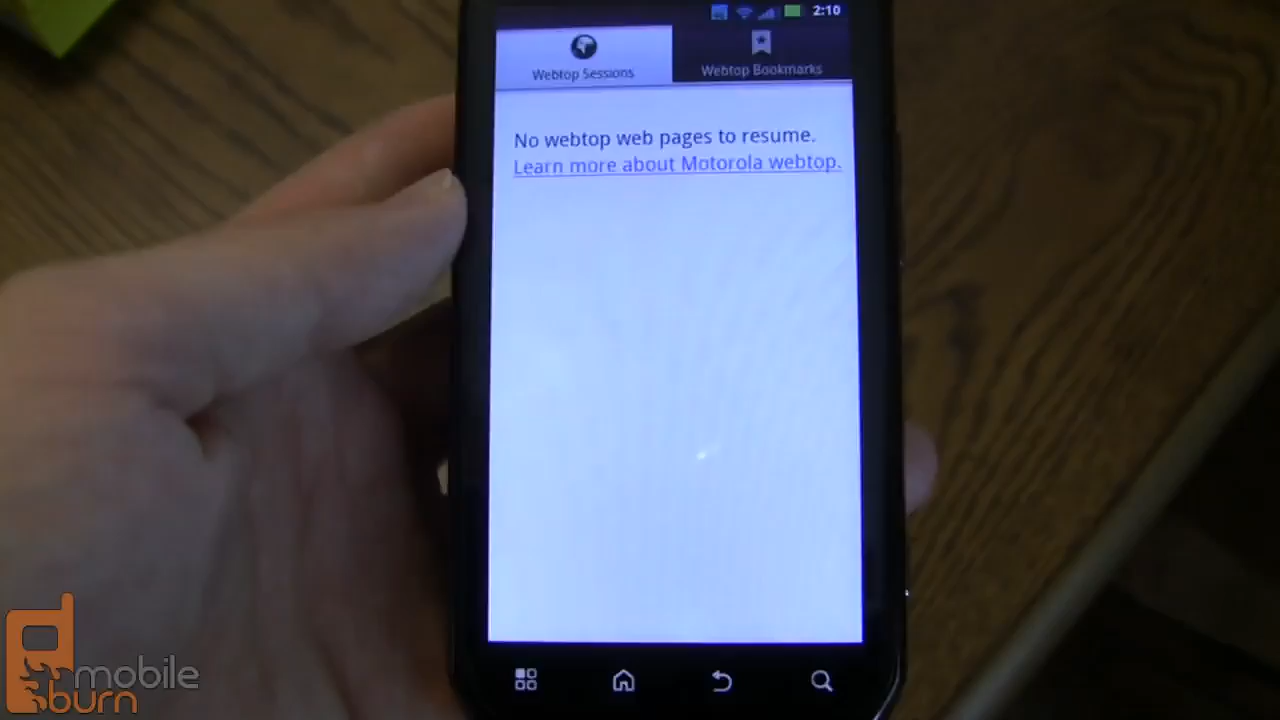 2:10
Webtop Sessions
Webtop Bookmarks
No webtop web pages to resume.
Learn more about Motorola webtop.
mobile
burn